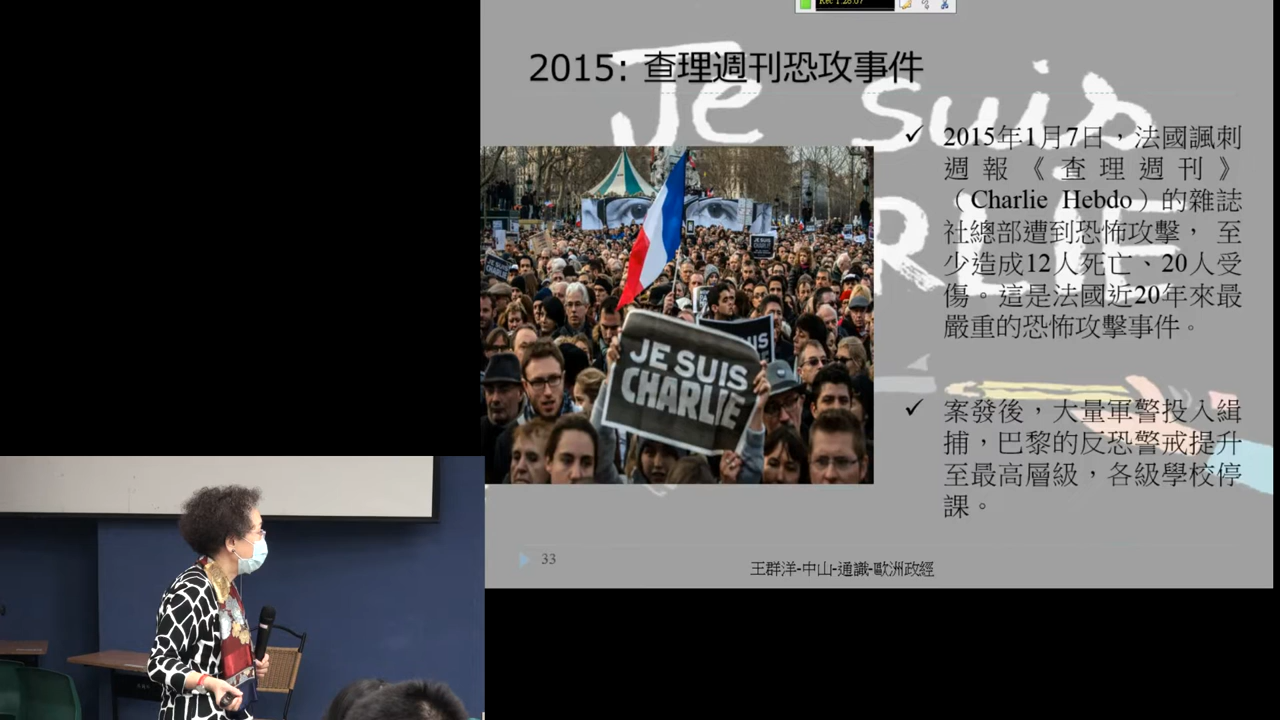 Rec 1:28:07
2015: 查理週刊恐攻事件
Je suis
✓ 2015年1月7日，法國諷刺
週報《查理週刊》
（Charlie Hebdo）的雜誌
社總部遭到恐怖攻擊， 至
少造成12人死亡、20人受
傷。這是法國近20年來最
嚴重的恐怖攻擊事件。
JE SUIS
CHARLIE
✓ 案發後，大量軍警投入緝
捕，巴黎的反恐警戒提升
至最高層級，各級學校停
課。
33
王群洋-中山-通識-歐洲政經